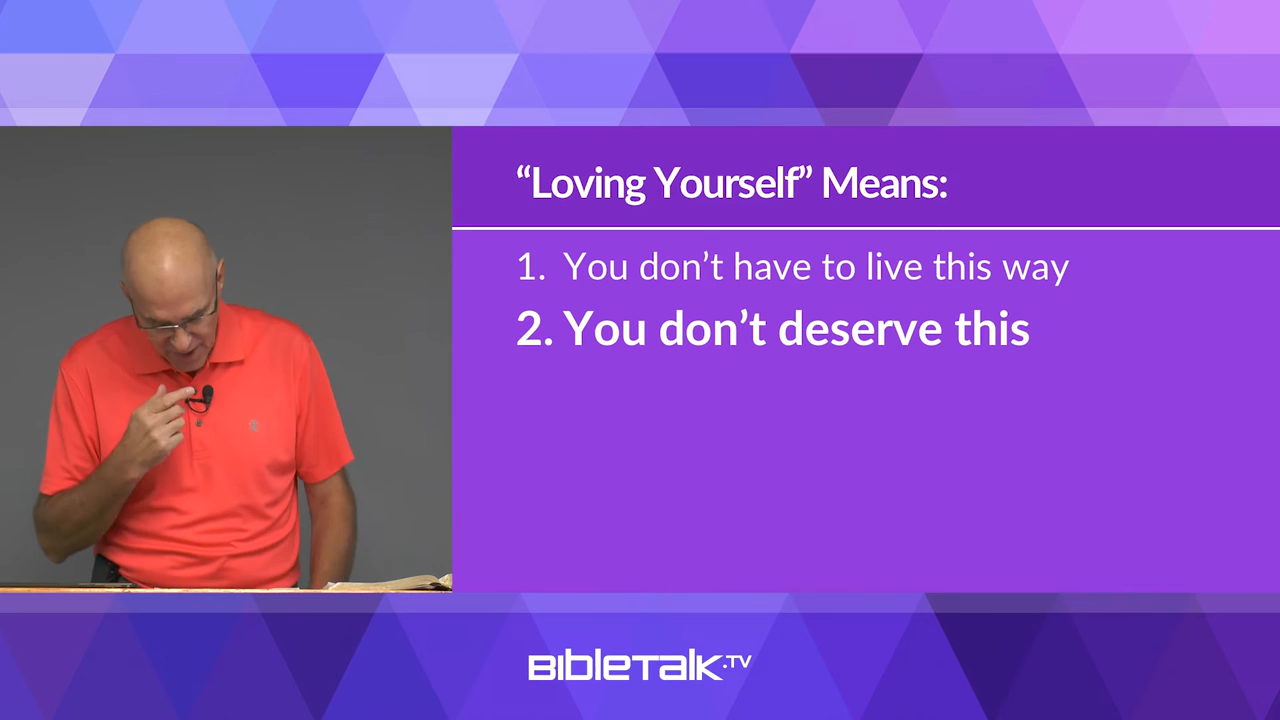 “Loving Yourself” Means:
1. You don’t have to live this way
2. You don’t deserve this
BIBLETALK.TV